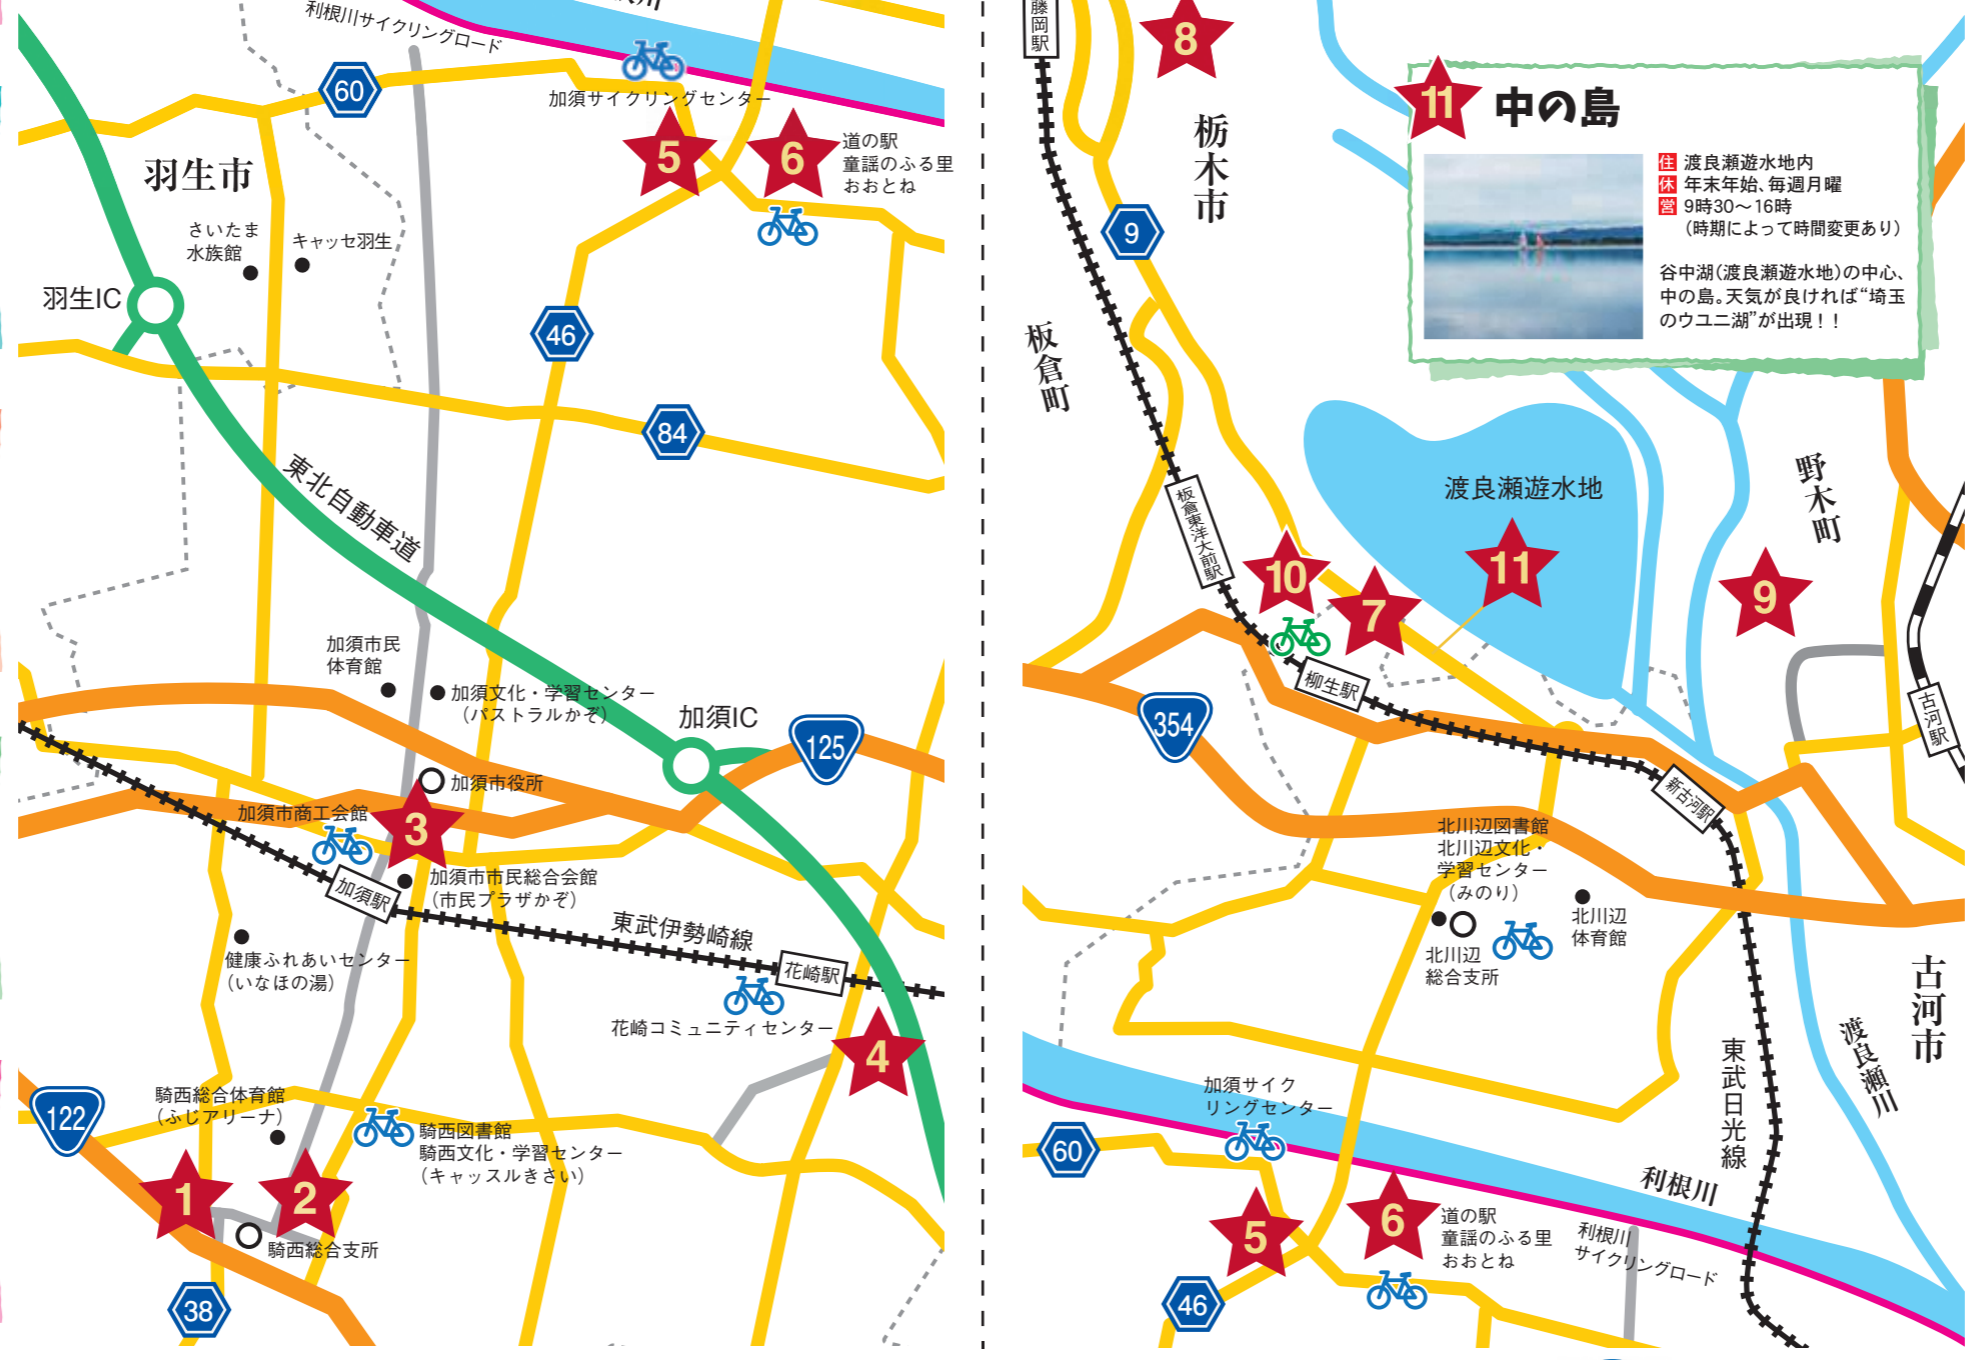 利根川サイクリングロード
川
60
加須サイクリングセンター
5
6
道の駅
童謡のふる里
おおとね
羽生市
さいたま
水族館
キャッセ羽生
羽生IC
46
84
東北自動車道
加須市民
体育館
加須文化・学習センター
（パストラルかぞ）
加須IC
125
加須市役所
加須市商工会館
3
加須駅
加須市市民総合会館
（市民プラザかぞ）
東武伊勢崎線
花崎駅
健康ふれあいセンター
（いなほの湯）
花崎コミュニティセンター
4
122
騎西総合体育館
（ふじアリーナ）
騎西図書館
騎西文化・学習センター
（キャッスルきさい）
1
2
騎西総合支所
38
藤岡駅
8
栃木市
9
板倉町
11
中の島
住 渡良瀬遊水地内
休 年末年始、毎週月曜
営 9時30～16時
（時期によって時間変更あり）
谷中湖（渡良瀬遊水地）の中心、
中の島。天気が良ければ“埼玉
のウユニ湖”が出現！！
渡良瀬遊水地
野木町
板倉東洋大前駅
10
7
11
9
柳生駅
古河駅
354
新古河駅
北川辺図書館
北川辺文化・
学習センター
（みのり）
北川辺
体育館
北川辺
総合支所
古河市
渡良瀬川
東武日光線
加須サイク
リングセンター
60
利根川
5
6
道の駅
童謡のふる里
おおとね
利根川
サイクリングロード
46